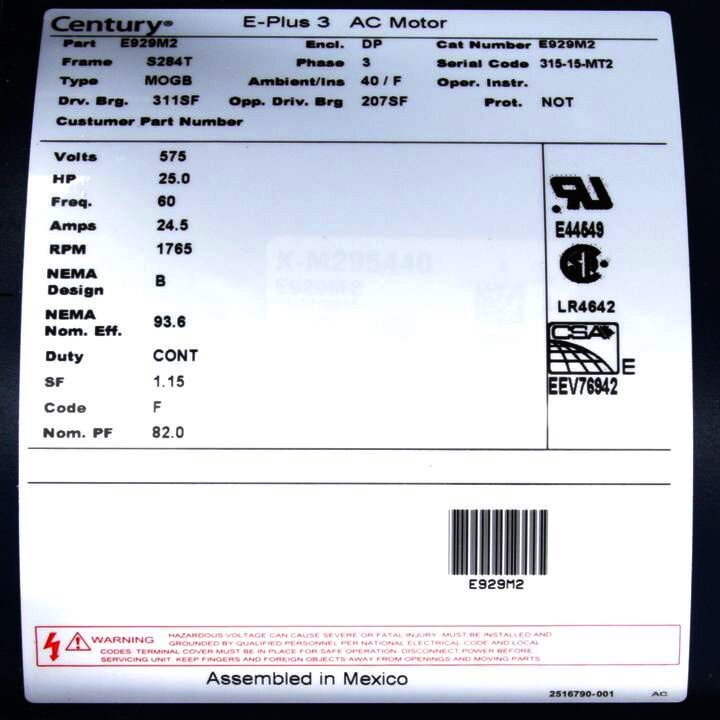 Century® E-Plus 3 AC Motor
Part E929M2 Encl. DP Cat Number E929M2
Frame S284T Phase 3 Serial Code 315-15-MT2
Type MOGB Ambient/Ins 40 / F Oper. Instr.
Drv. Brg. 311SF Opp. Driv. Brg 207SF Prot. NOT
Custumer Part Number
Volts 575
HP 25.0
Freq. 60
Amps 24.5
RPM 1765
NEMA
Design B
NEMA
Nom. Eff. 93.6
Duty CONT
SF 1.15
Code F
Nom. PF 82.0
X-M295440
E929M2
E44549
LR4642
CSA
E
EEV76942
E929M2
WARNING HAZARDOUS VOLTAGE CAN CAUSE SEVERE OR FATAL INJURY. MUST BE INSTALLED AND
GROUNDED BY QUALIFIED PERSONNEL PER NATIONAL ELECTRICAL CODE AND LOCAL
CODES. TERMINAL COVER MUST BE IN PLACE FOR SAFE OPERATION. DISCONNECT POWER BEFORE
SERVICING UNIT. KEEP FINGERS AND FOREIGN OBJECTS AWAY FROM OPENINGS AND MOVING PARTS
Assembled in Mexico
2516790-001 AC